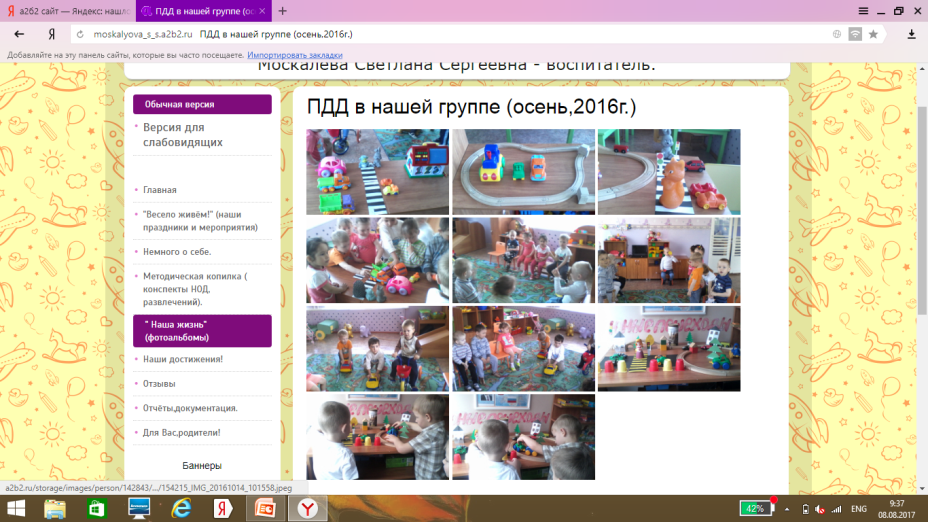 а2б2 сайт — Яндекс: нашло
ПДД в нашей группе (ос
moskalyova_s_s.a2b2.ru ПДД в нашей группе (осень,2016г.)
Добавляйте на эту панель сайты, которые вы часто посещаете. Импортировать закладки
Москалёва Светлана Сергеевна - воспитатель.
Обычная версия
Версия для
слабовидящих
Главная
"Весело живём!" (наши
праздники и мероприятия)
Немного о себе.
Методическая копилка (
конспекты НОД,
развлечений).
" Наша жизнь"
(фотоальбомы)
Наши достижения!
Отзывы
Отчёты,документация.
Для Вас,родители!
Баннеры
ПДД в нашей группе (осень,2016г.)
a2b2.ru/storage/images/person/142843/.../154215_IMG_20161014_101558.jpeg
42%
ENG
9:37
08.08.2017